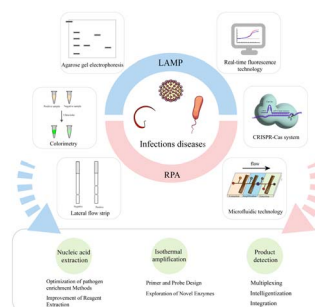 Agarose gel electrophoresis
Real-time fluorescence
technology
LAMP
Colorimetry
CRISPR-Cas system
Infections diseases
RPA
Lateral flow strip
flow
Microfluidic technology
Nucleic acid
extraction
Isothermal
amplification
Product
detection
Optimization of pathogen
enrichment Methods
Improvement of Reagent
Extraction
Primer and Probe Design
Exploration of Novel Enzymes
Multiplexing
Intelligentization
Integration